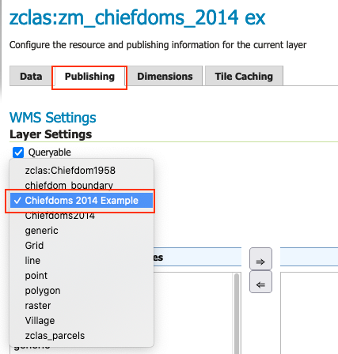 zclas:zm_chiefdoms_2014 ex
Configure the resource and publishing information for the current layer
Data Publishing Dimensions Tile Caching
WMS Settings
Layer Settings
Queryable
zclas:Chiefdom1958
chiefdom_boundary
✓ Chiefdoms 2014 Example
Chiefdoms2014
generic
Grid
line
point
polygon
raster
Village
zclas_parcels
generic